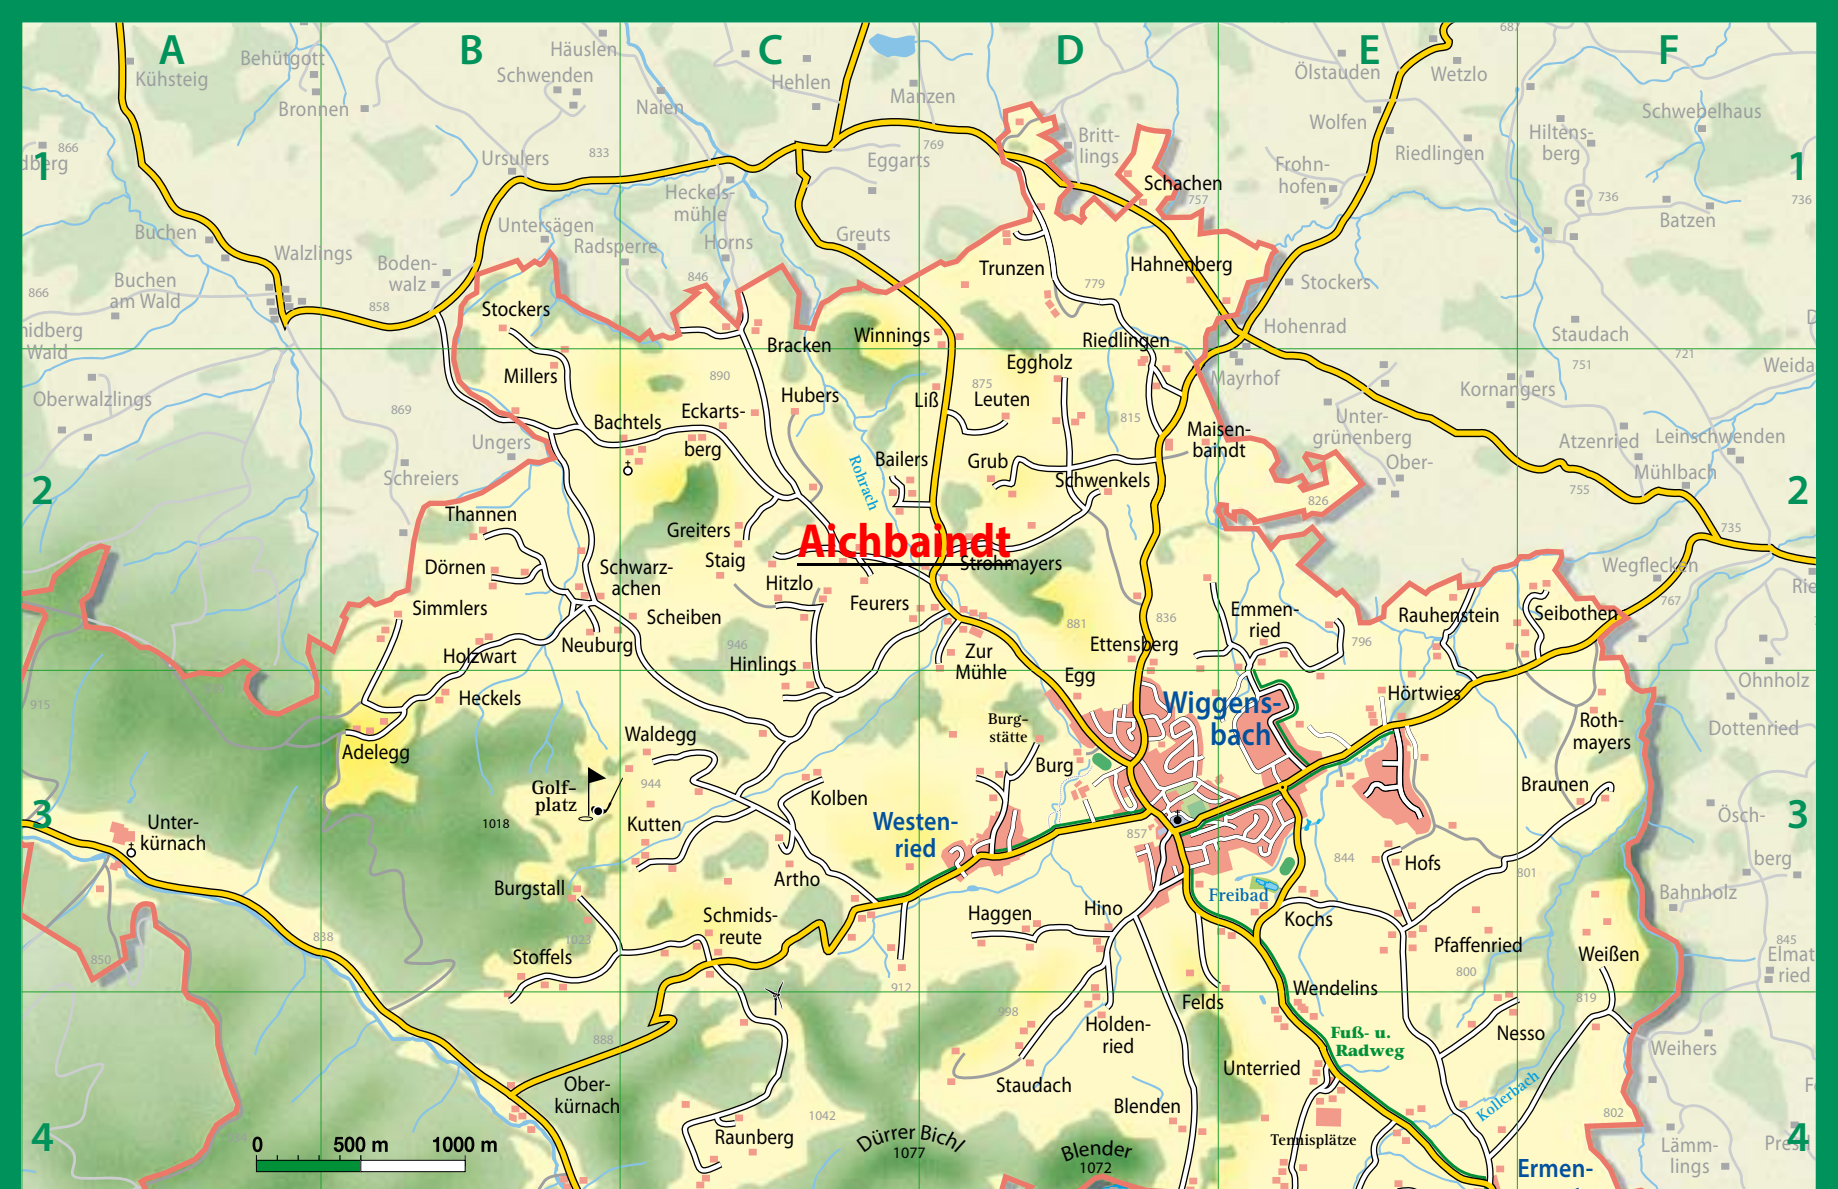 A
B
C
D
E
F
1
1
2
2
3
3
4
4
Kühsteig
Behütgott
Bronnen
Häuslen
Schwenden
Naien
Hehlen
Manzen
Ölstauden
Wetzlo
Wolfen
Riedlingen
Schwebelhaus
Hiltens-
berg
687
866
dberg
Ursulers
833
Eggarts
769
Britt-
lings
Frohn-
hofen
736
Batzen
736
Schachen
757
Heckels-
mühle
Buchen
Walzlings
Untersägen
Radsperre
Horns
Greuts
Boden-
walz
Buchen
am Wald
866
858
846
Trunzen
779
Hahnenberg
Stockers
Stockers
Winnings
Bracken
Riedlingen
Hohenrad
Staudach
721
nidberg
Wald
Millers
890
Hubers
Eggholz
875
Leuten
Liß
Mayrhof
751
Weida
Kornangers
Oberwalzlings
869
Bachtels
Eckarts-
berg
815
Maisen-
baindt
Unter-
grünenberg
Atzenried
Leinschwenden
Ungers
Schreiers
Rohrach
Bailers
Grub
Schwenkels
Ober-
Mühlbach
755
826
735
Thannen
Greiters
Aichbaindt
Staig
Strohmayers
Dörnen
Schwarz-
achen
Hitzlo
Wegflecken
767
Rie
Simmlers
Scheiben
Feurers
881
836
Emmen-
ried
796
Rauhenstein
Seibothen
Holzwart
Neuburg
946
Hinlings
Zur
Mühle
Ettensberg
Egg
Ohnholz
915
Heckels
Burg-
stätte
Wiggens-
bach
Hörtwies
Roth-
mayers
Dottenried
Adelegg
Waldegg
944
Golf-
platz
Burg
Braunen
Kolben
Unter-
kürnach
1018
Kutten
Westen-
ried
857
844
Ösch-
berg
Hofs
801
Burgstall
Artho
Freibad
Bahnholz
Schmids-
reute
Haggen
Hino
Kochs
Pfaffenried
838
850
1023
Stoffels
Weißen
845
Elmat
ried
912
Felds
Wendelins
800
819
998
Holden-
ried
Fuß- u.
Radweg
Nesso
Weihers
888
Ober-
kürnach
Staudach
Unterried
Kollerbach
Blenden
802
1042
Raunberg
Dürrer Bichl
1077
Blender
1072
Tennisplätze
Lämm-
lings
0
500 m
1000 m
Ermen-